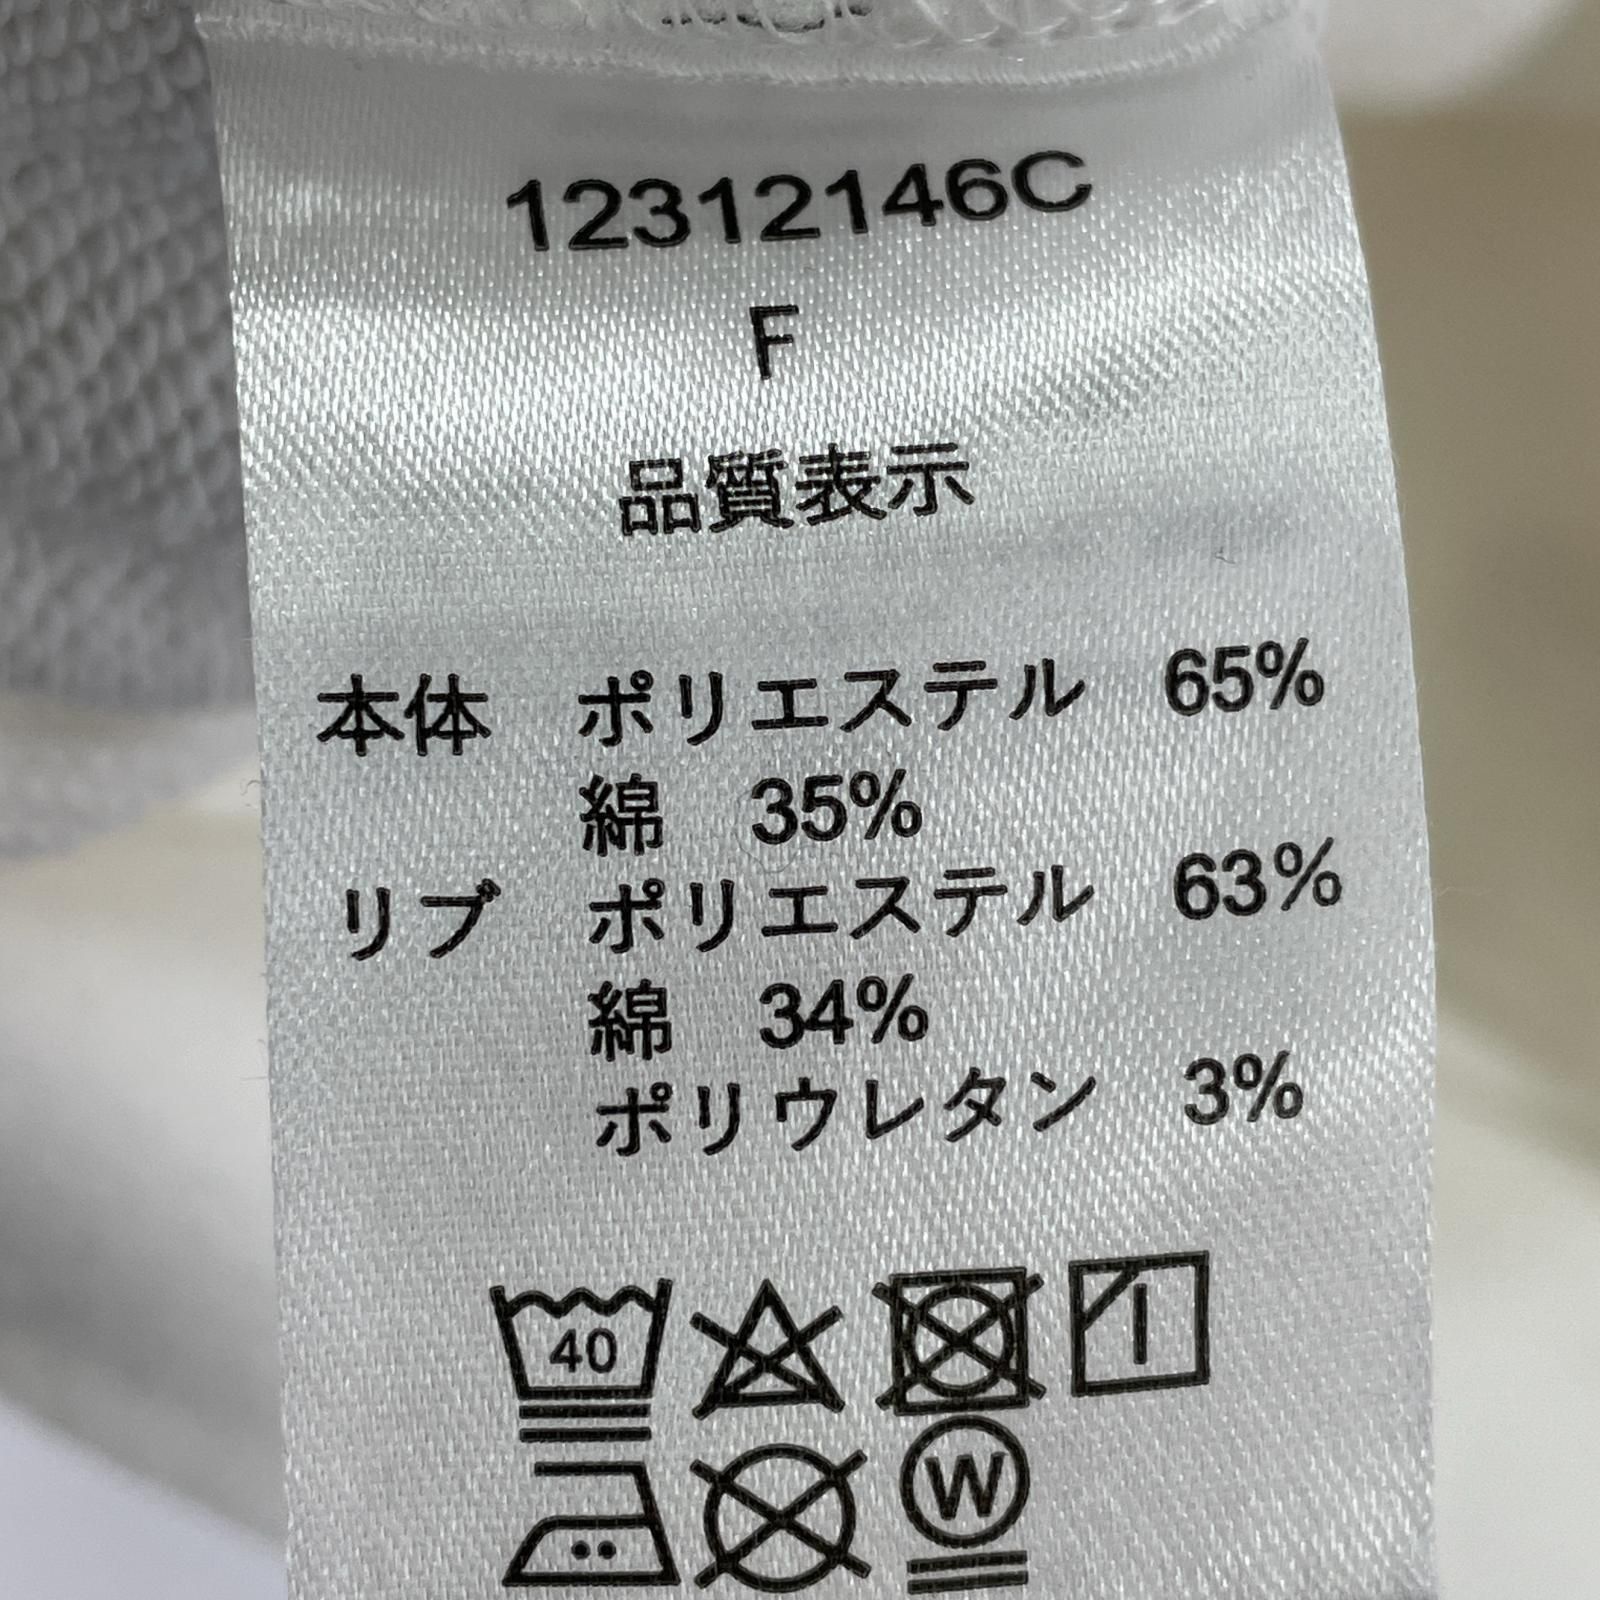 12312146C
F
品質表示
本体 ポリエステル 65%
綿 35%
リブ ポリエステル 63%
綿 34%
ポリウレタン 3%
40
W